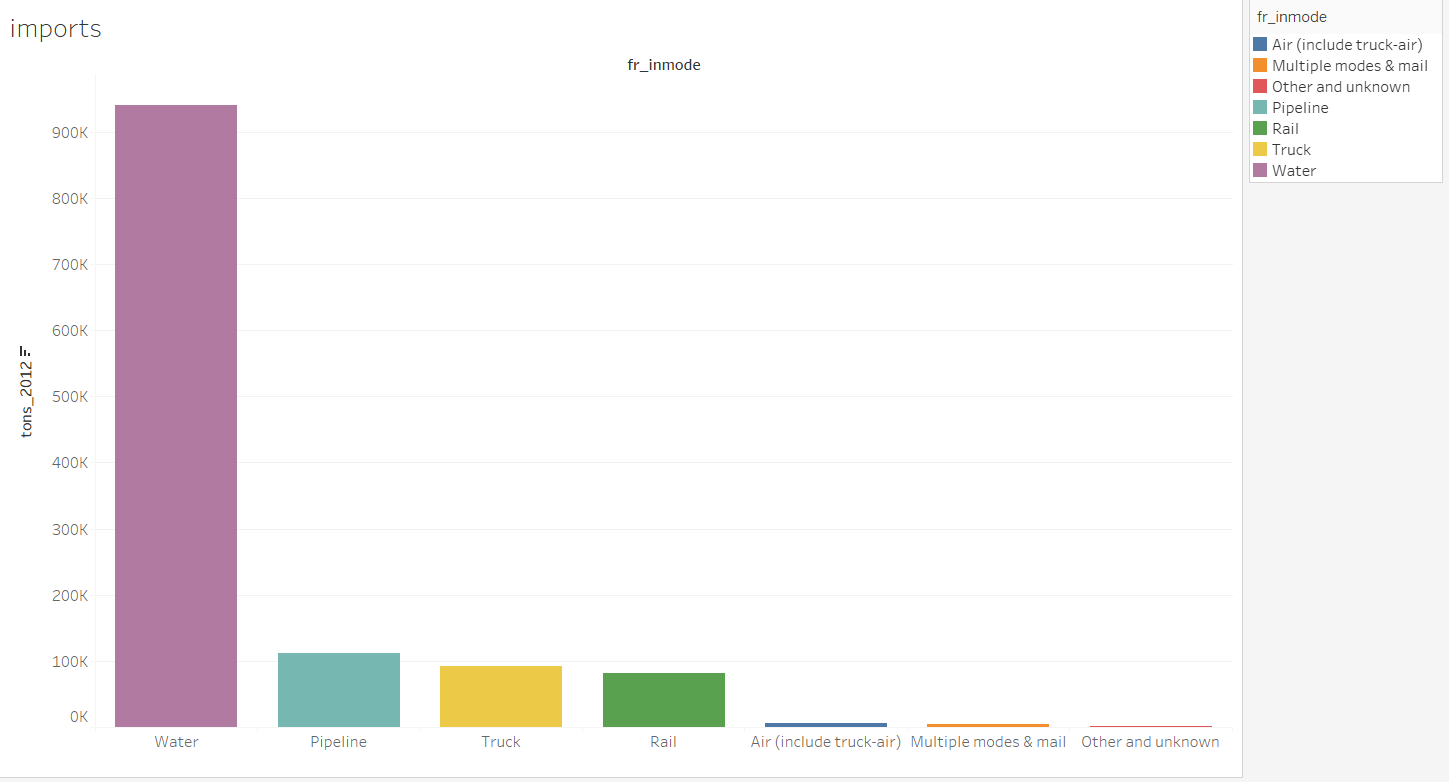 imports
fr_inmode
900K
800K
700K
600K
500K
400K
300K
200K
100K
0K
tons_2012
Water
Pipeline
Truck
Rail
Air (include truck-air)
Multiple modes & mail
Other and unknown
fr_inmode
Air (include truck-air)
Multiple modes & mail
Other and unknown
Pipeline
Rail
Truck
Water